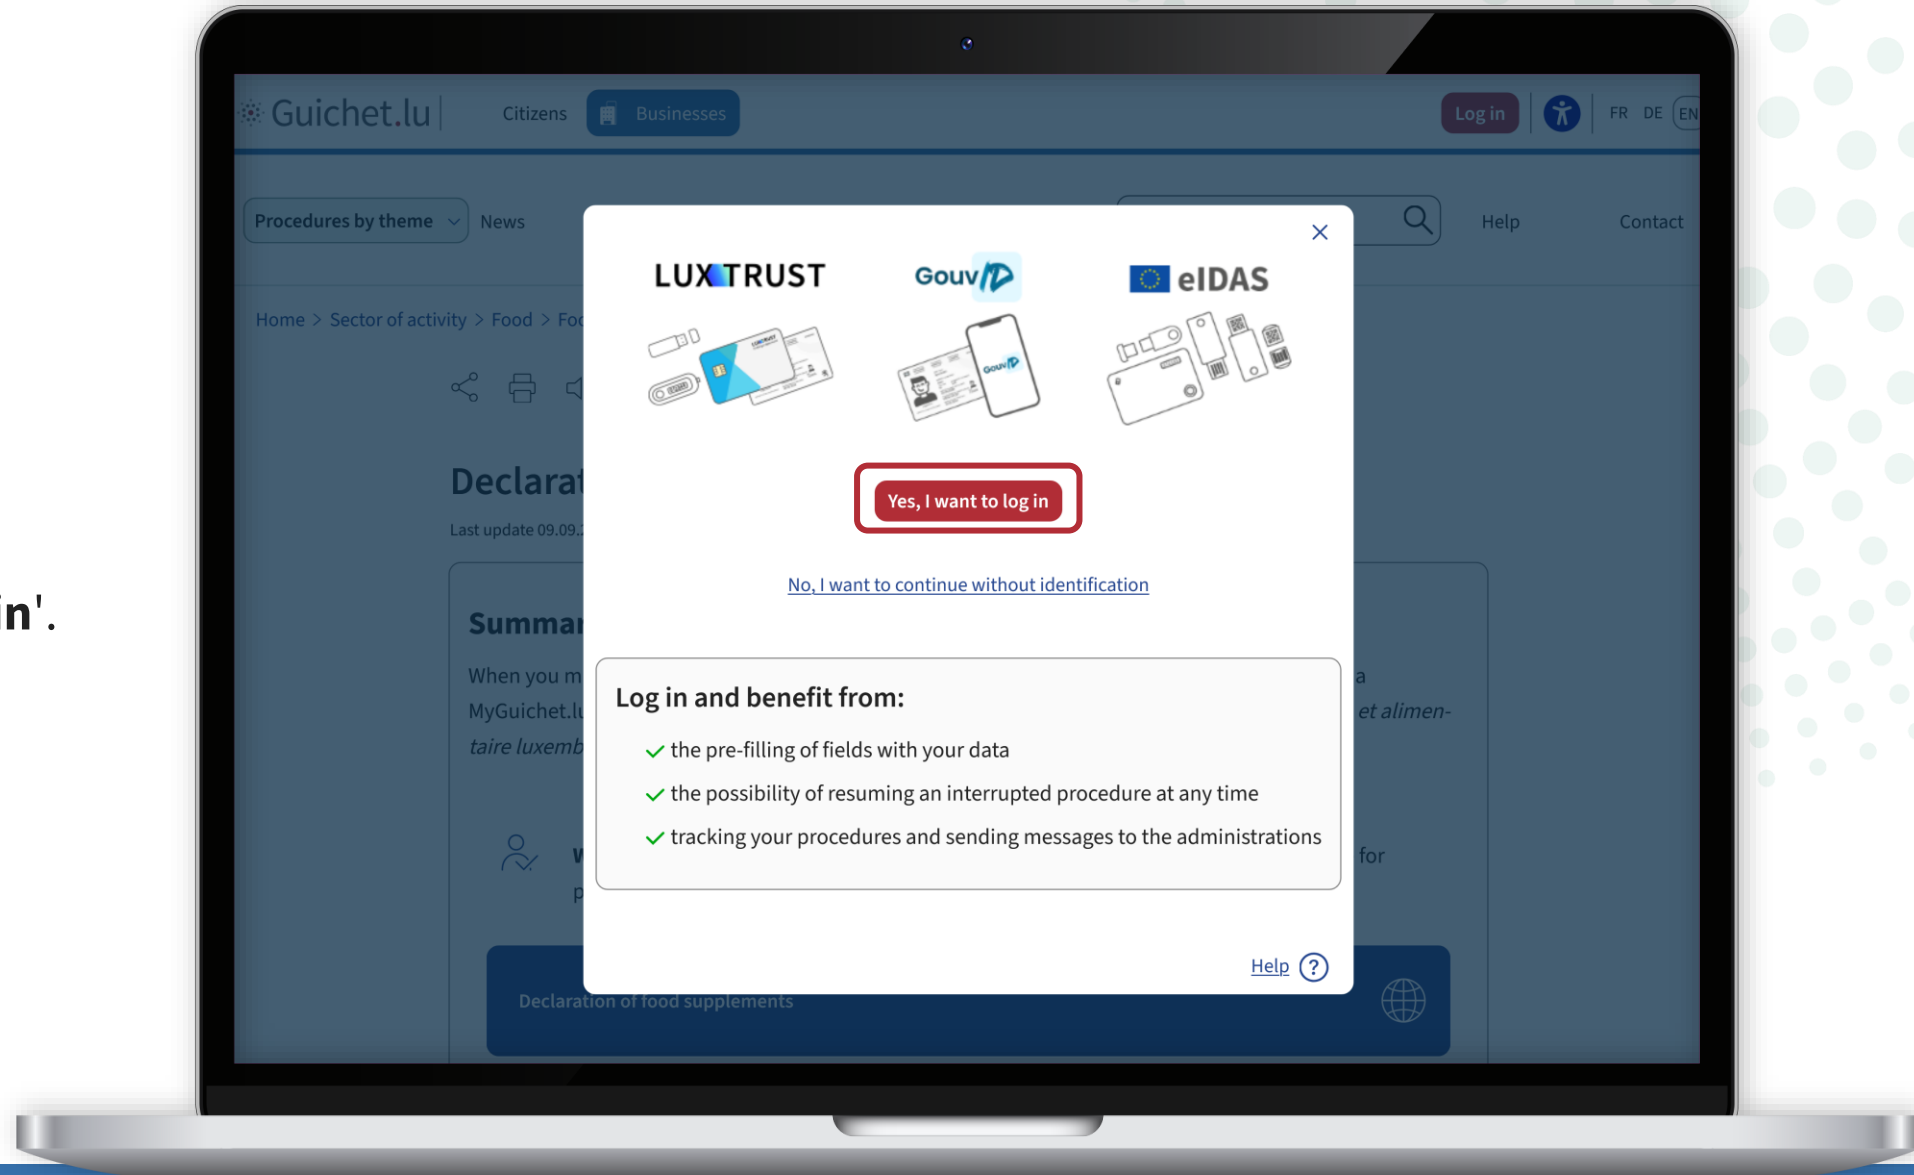 Guichet.lu
Citizens
Businesses
Log in
FR DE EN
Procedures by theme
News
Help
Contact
Home > Sector of activity > Food >
LUXTRUST
GouvID
eIDAS
LUXTRUST
GouvID
Yes, I want to log in
No, I want to continue without identification
Last update 09.09.
in'.
When you
a
MyGuichet.lu
et alimen-
taire luxemb
Log in and benefit from:
the pre-filling of fields with your data
the possibility of resuming an interrupted procedure at any time
tracking your procedures and sending messages to the administrations
for
Help ?
Declaration of food supplements